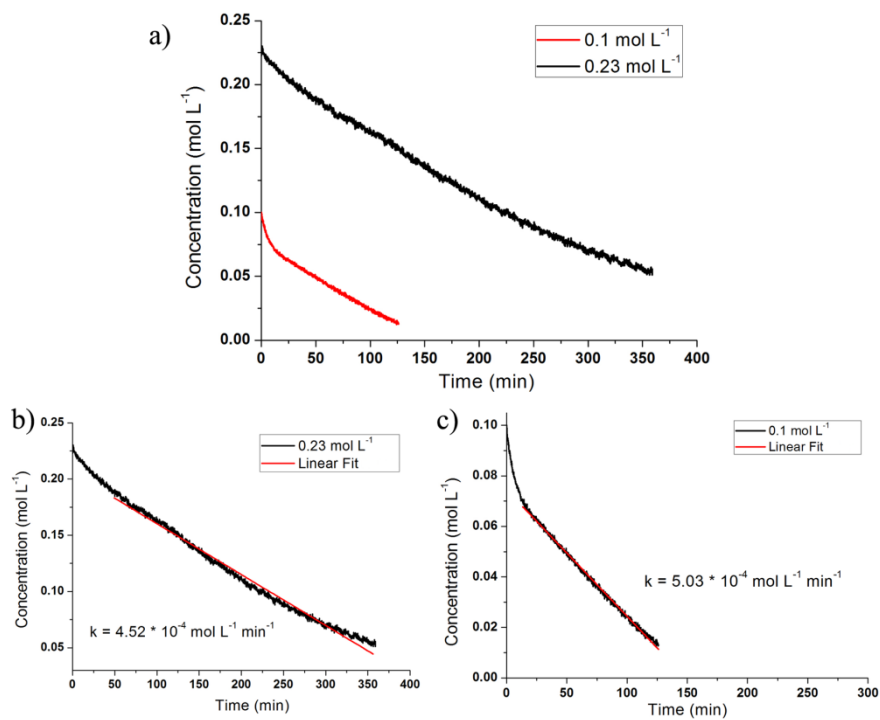 a)
0.1 mol L⁻¹
0.23 mol L⁻¹
Concentration (mol L⁻¹)
0.25
0.20
0.15
0.10
0.05
0.00
0 50 100 150 200 250 300 350 400
Time (min)
b)
0.23 mol L⁻¹
Linear Fit
Concentration (mol L⁻¹)
0.25
0.20
0.15
0.10
0.05
k = 4.52 * 10⁻⁴ mol L⁻¹ min⁻¹
0 50 100 150 200 250 300 350 400
Time (min)
c)
0.1 mol L⁻¹
Linear Fit
Concentration (mol L⁻¹)
0.10
0.08
0.06
0.04
0.02
0.00
k = 5.03 * 10⁻⁴ mol L⁻¹ min⁻¹
0 50 100 150 200
Time (min)